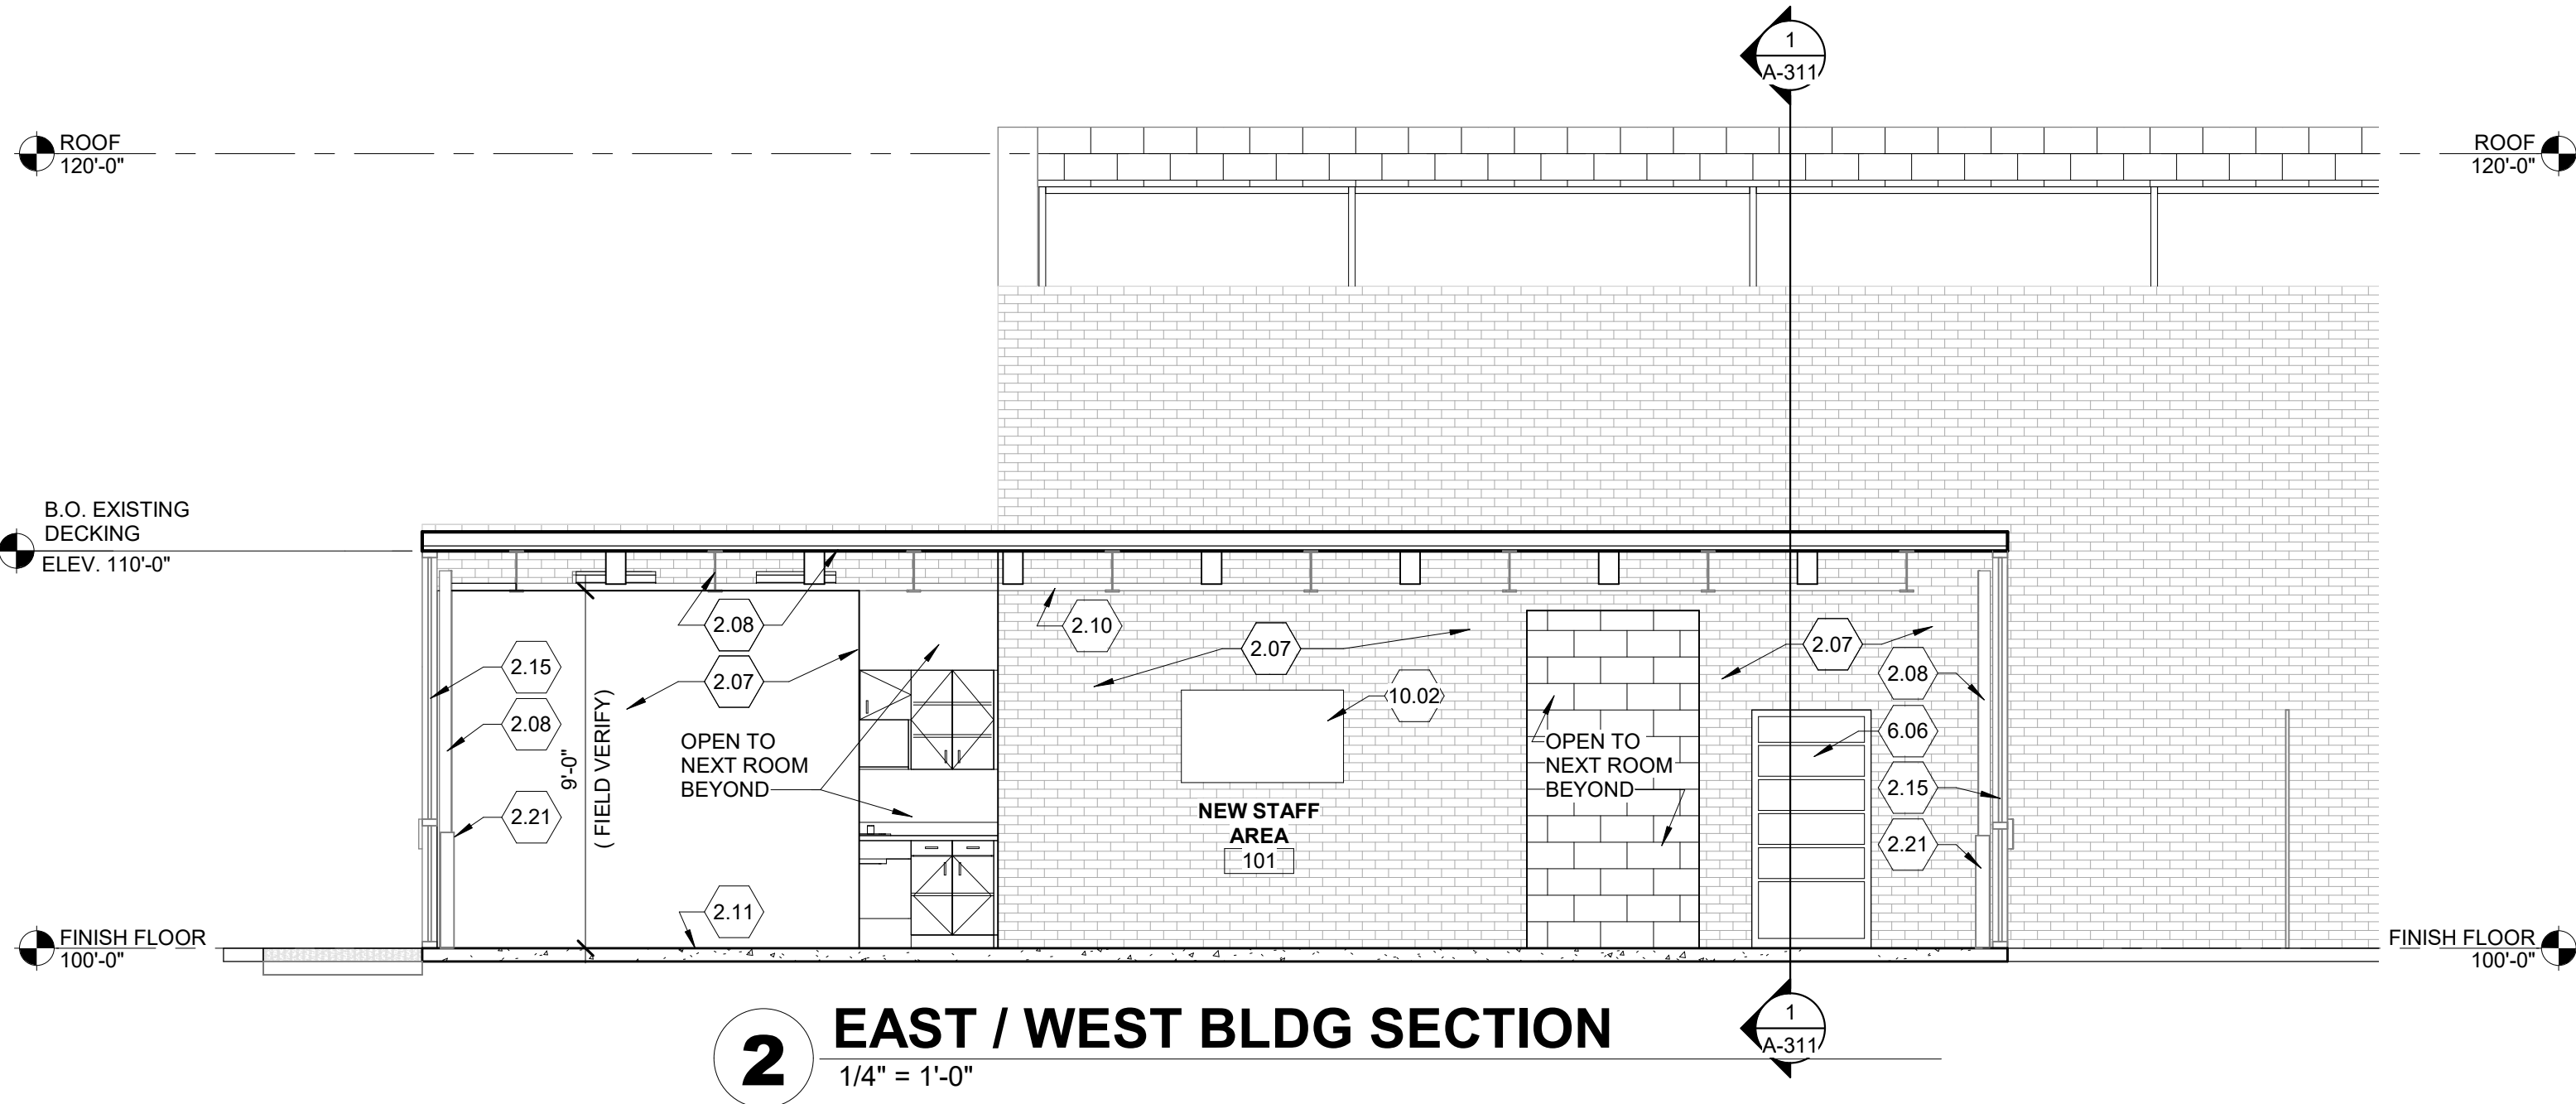 1
A-311
ROOF
120'-0"
ROOF
120'-0"
B.O. EXISTING
DECKING
ELEV. 110'-0"
2.08
2.10
2.07
2.07
2.15
2.07
10.02
2.08
2.08
6.06
9'-0"
( FIELD VERIFY)
OPEN TO
NEXT ROOM
BEYOND
OPEN TO
NEXT ROOM
BEYOND
2.15
2.21
NEW STAFF
AREA
101
2.21
2.11
FINISH FLOOR
100'-0"
FINISH FLOOR
100'-0"
2
EAST / WEST BLDG SECTION
1/4" = 1'-0"
1
A-311